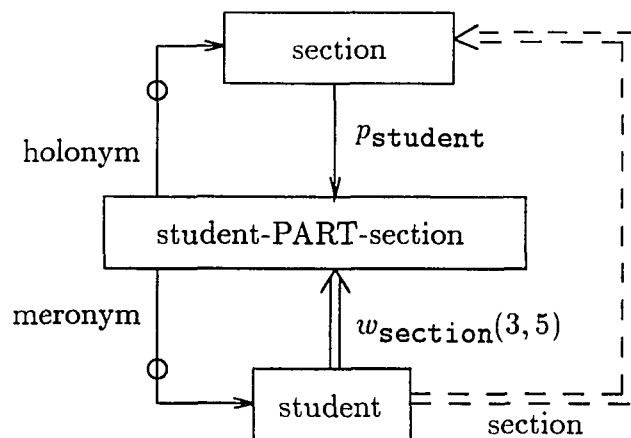 section
p_student
holonym
student-PART-section
meronym
w_section(3, 5)
student
section